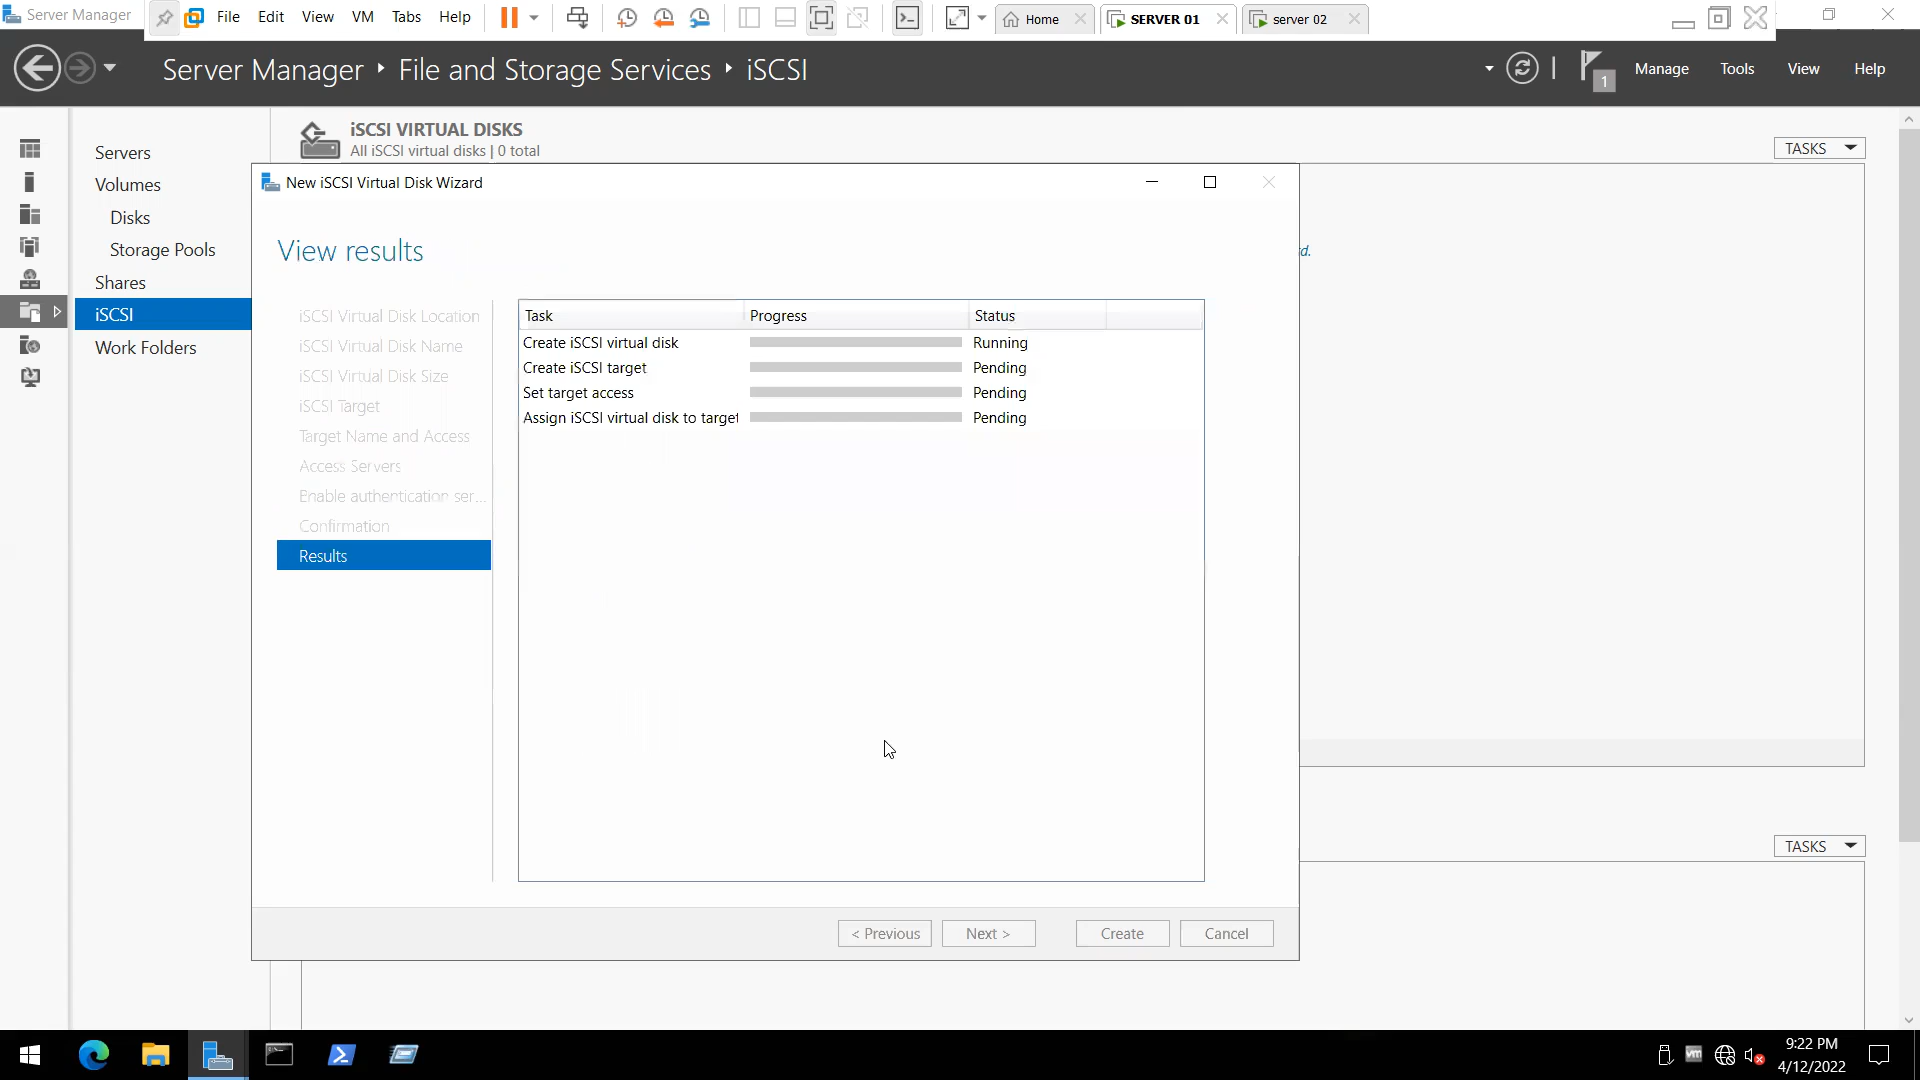 Server Manager
File Edit View VM Tabs Help
Home
SERVER 01
server 02
Server Manager ‣ File and Storage Services ‣ iSCSI
1
Manage Tools View Help
Servers
Volumes
Disks
Storage Pools
Shares
iSCSI
Work Folders
iSCSI VIRTUAL DISKS
All iSCSI virtual disks | 0 total
TASKS
New iSCSI Virtual Disk Wizard
View results
iSCSI Virtual Disk Location
iSCSI Virtual Disk Name
iSCSI Virtual Disk Size
iSCSI Target
Target Name and Access
Access Servers
Enable authentication ser...
Confirmation
Results
Task Progress Status
Create iSCSI virtual disk Running
Create iSCSI target Pending
Set target access Pending
Assign iSCSI virtual disk to target Pending
< Previous Next > Create Cancel
TASKS
vm
9:22 PM
4/12/2022